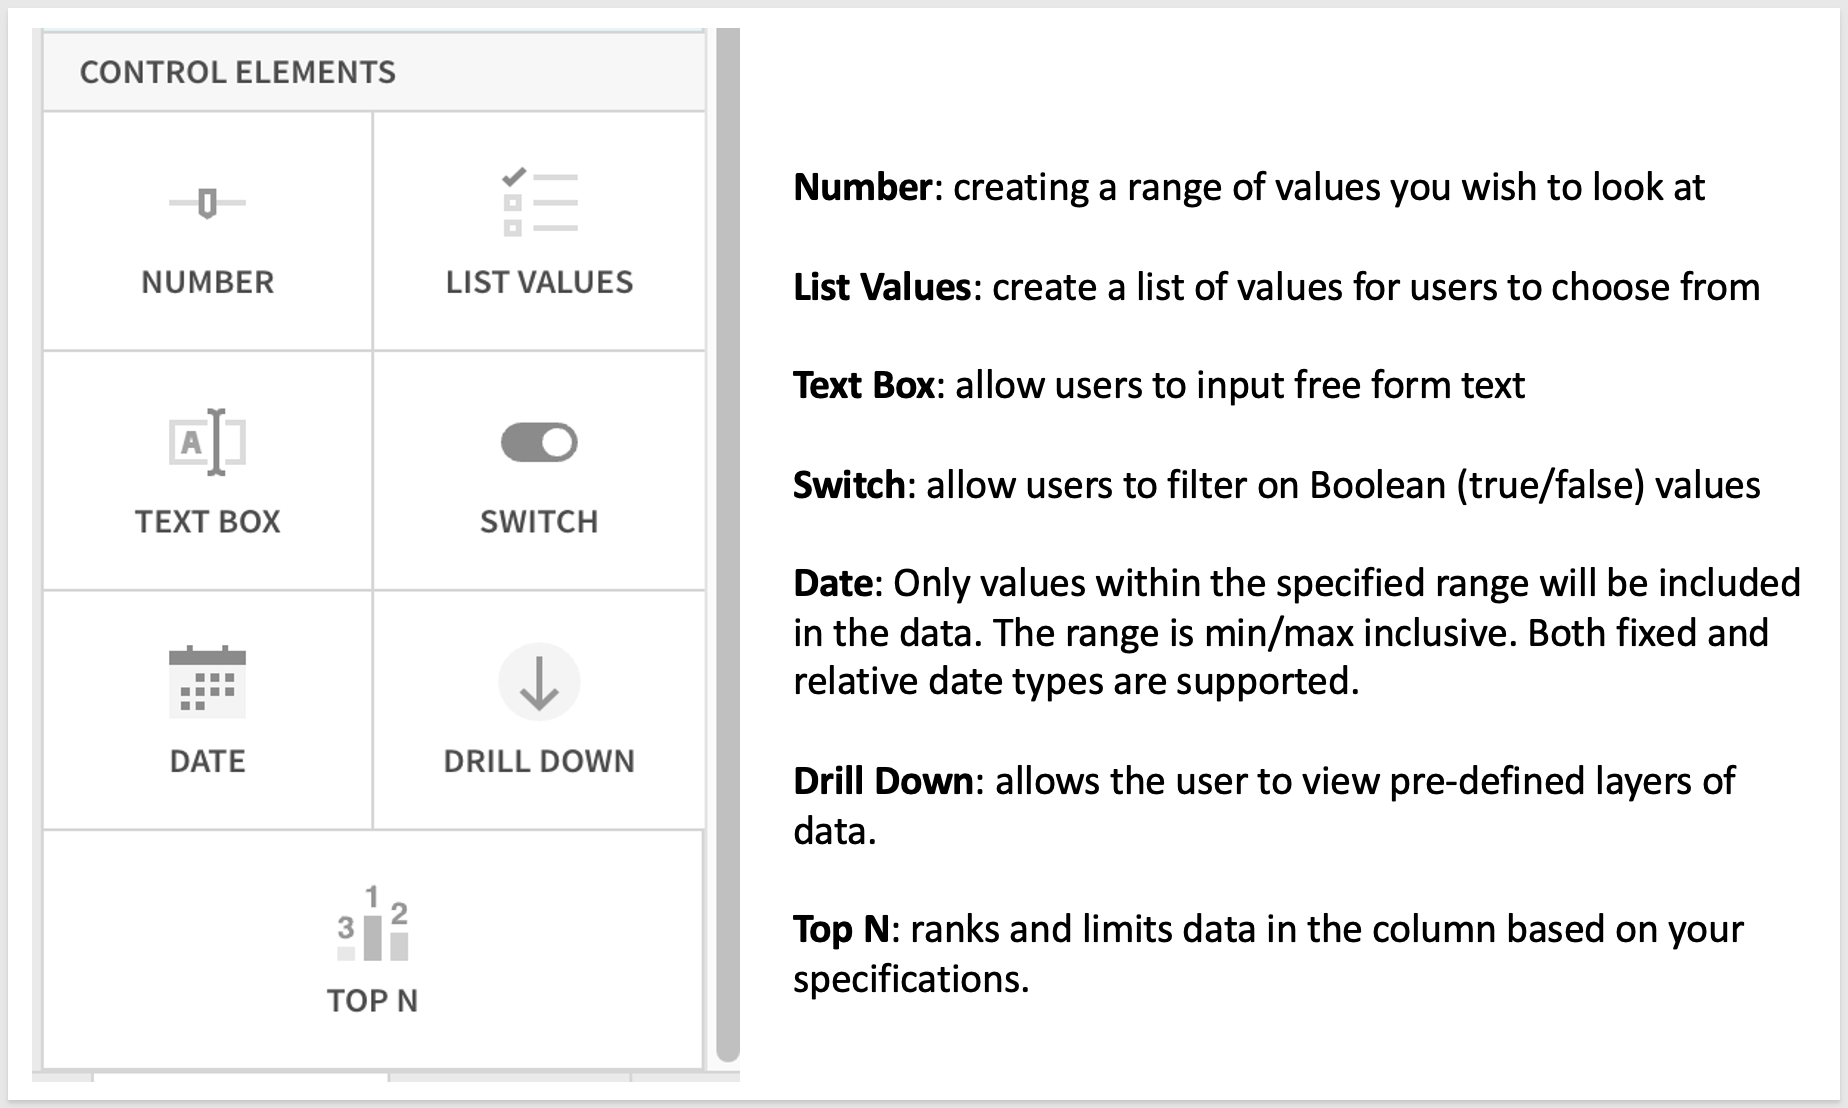 CONTROL ELEMENTS
NUMBER
LIST VALUES
A
TEXT BOX
SWITCH
DATE
DRILL DOWN
3 1 2
TOP N
Number: creating a range of values you wish to look at
List Values: create a list of values for users to choose from
Text Box: allow users to input free form text
Switch: allow users to filter on Boolean (true/false) values
Date: Only values within the specified range will be included
in the data. The range is min/max inclusive. Both fixed and
relative date types are supported.
Drill Down: allows the user to view pre-defined layers of
data.
Top N: ranks and limits data in the column based on your
specifications.